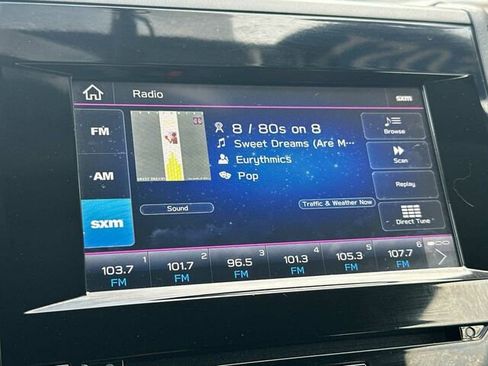 Radio
sxm
FM
AM
sxm
8 / 80s on 8
Sweet Dreams (Are M···
Eurythmics
Pop
Sound
Traffic & Weather Now
Browse
Scan
Replay
Direct Tune
1 2 3 4 5 6
103.7 101.7 96.5 101.3 105.3 107.7
FM FM FM FM FM FM